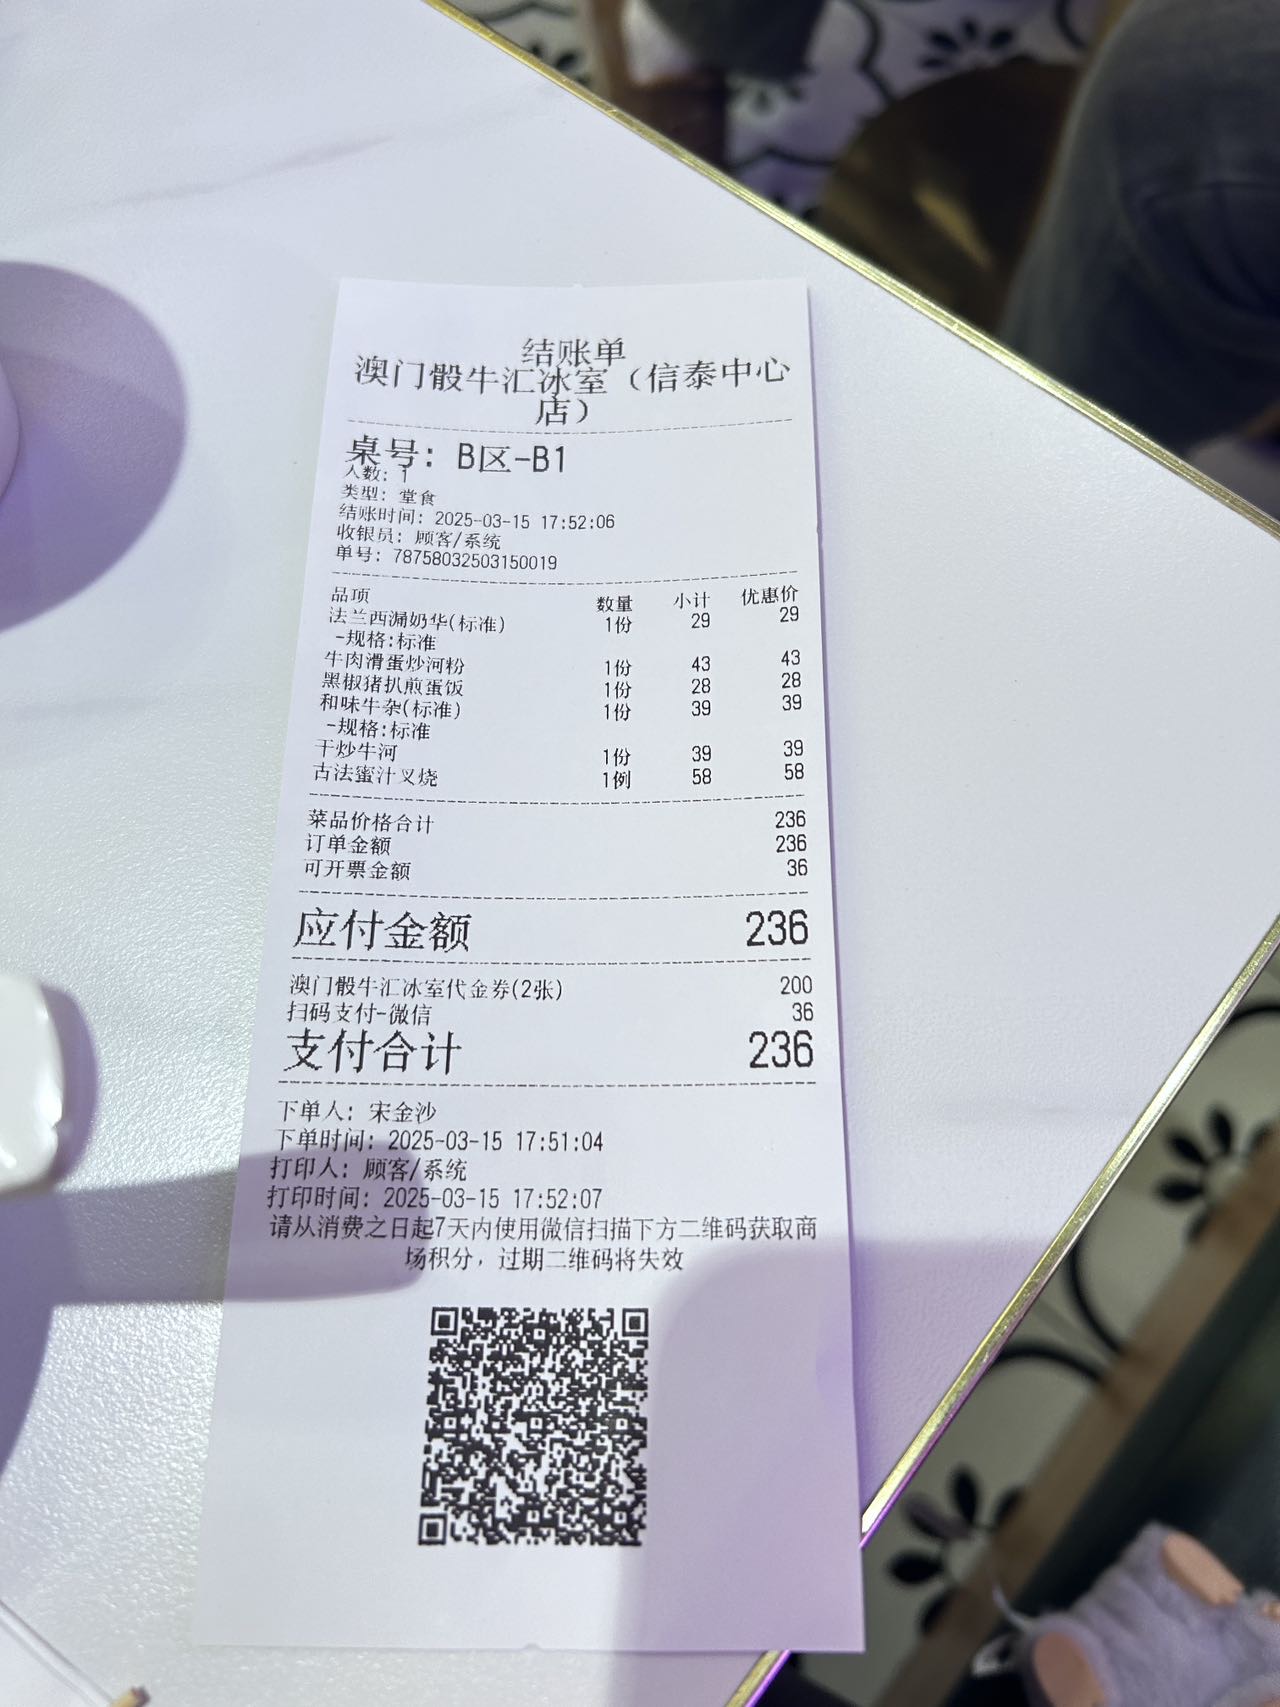 结账单
澳门骰牛汇冰室（信泰中心
店）
桌号：B区-B1
人数：1
类型：堂食
结账时间：2025-03-15 17:52:06
收银员：顾客/系统
单号：78758032503150019
品项 数量 小计 优惠价
法兰西漏奶华(标准) 1份 29 29
-规格:标准
牛肉滑蛋炒河粉 1份 43 43
黑椒猪扒煎蛋饭 1份 28 28
和味牛杂(标准) 1份 39 39
-规格:标准
干炒牛河 1份 39 39
古法蜜汁叉烧 1例 58 58
菜品价格合计 236
订单金额 236
可开票金额 36
应付金额 236
澳门骰牛汇冰室代金券(2张) 200
扫码支付-微信 36
支付合计 236
下单人：宋金沙
下单时间：2025-03-15 17:51:04
打印人：顾客/系统
打印时间：2025-03-15 17:52:07
请从消费之日起7天内使用微信扫描下方二维码获取商
场积分，过期二维码将失效